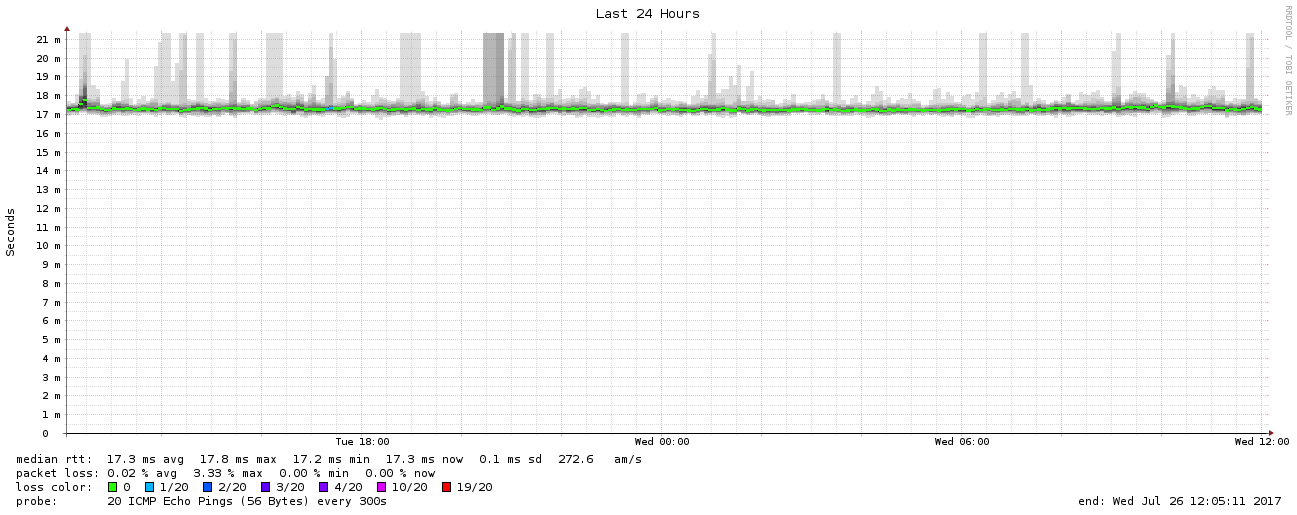 Last 24 Hours
RRDTOOL / TOBI OETIKER
Seconds
21 m
20 m
19 m
18 m
17 m
16 m
15 m
14 m
13 m
12 m
11 m
10 m
9 m
8 m
7 m
6 m
5 m
4 m
3 m
2 m
1 m
0
Tue 18:00 Wed 00:00 Wed 06:00 Wed 12:00
median rtt: 17.3 ms avg 17.8 ms max 17.2 ms min 17.3 ms now 0.1 ms sd 272.6 am/s
packet loss: 0.02 % avg 3.33 % max 0.00 % min 0.00 % now
loss color: 0 1/20 2/20 3/20 4/20 10/20 19/20
probe: 20 ICMP Echo Pings (56 Bytes) every 300s end: Wed Jul 26 12:05:11 2017